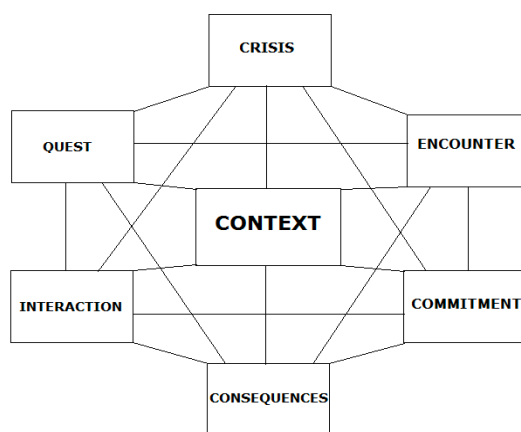 CRISIS
QUEST
ENCOUNTER
CONTEXT
INTERACTION
COMMITMENT
CONSEQUENCES